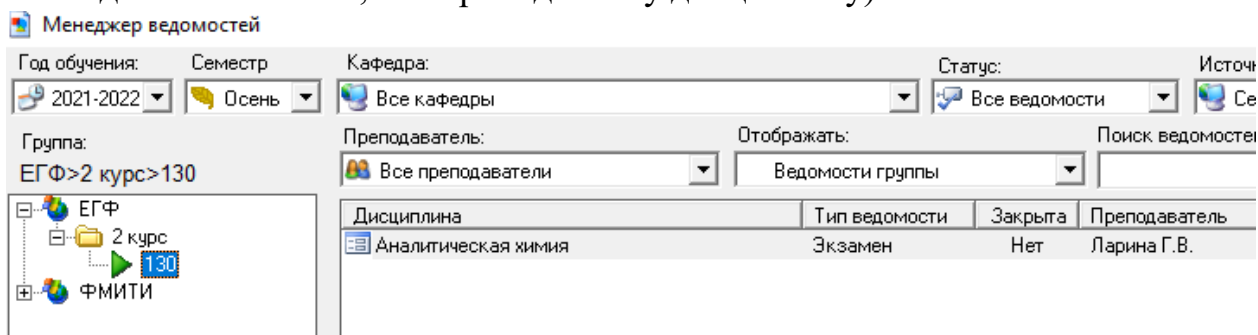 Менеджер ведомостей
Год обучения: Семестр Кафедра: Статус:
2021-2022 Осень Все кафедры Все ведомости
Группа: Преподаватель: Отображать: Поиск
ЕГФ>2 курс>130 Все преподаватели Ведомости группы
ЕГФ Дисциплина Тип ведомости Закрыта Преподаватель
2 курс Аналитическая химия Экзамен Нет Ларина Г.В.
130
ФМИТИ